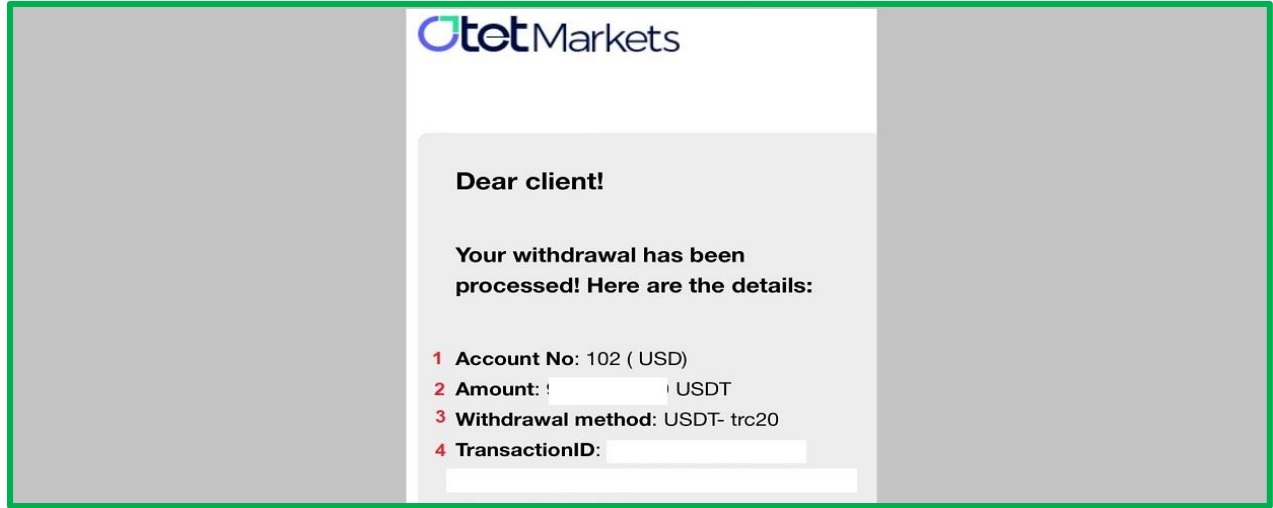 OtetMarkets
Dear client!
Your withdrawal has been
processed! Here are the details:
1 Account No: 102 ( USD)
2 Amount: USDT
3 Withdrawal method: USDT- trc20
4 TransactionID: